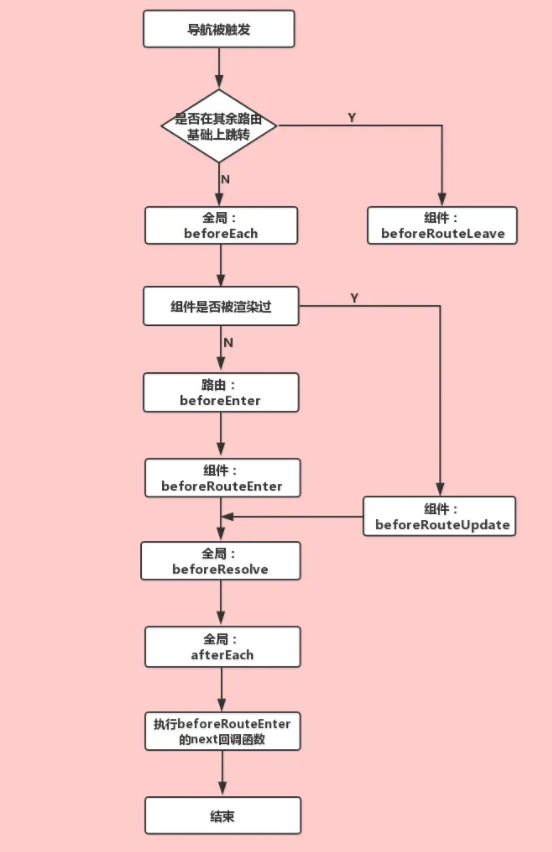 导航被触发
是否在其余路由
基础上跳转
Y
N
全局：
beforeEach
组件：
beforeRouteLeave
组件是否被渲染过
Y
N
路由：
beforeEnter
组件：
beforeRouteEnter
组件：
beforeRouteUpdate
全局：
beforeResolve
全局：
afterEach
执行beforeRouteEnter
的next回调函数
结束